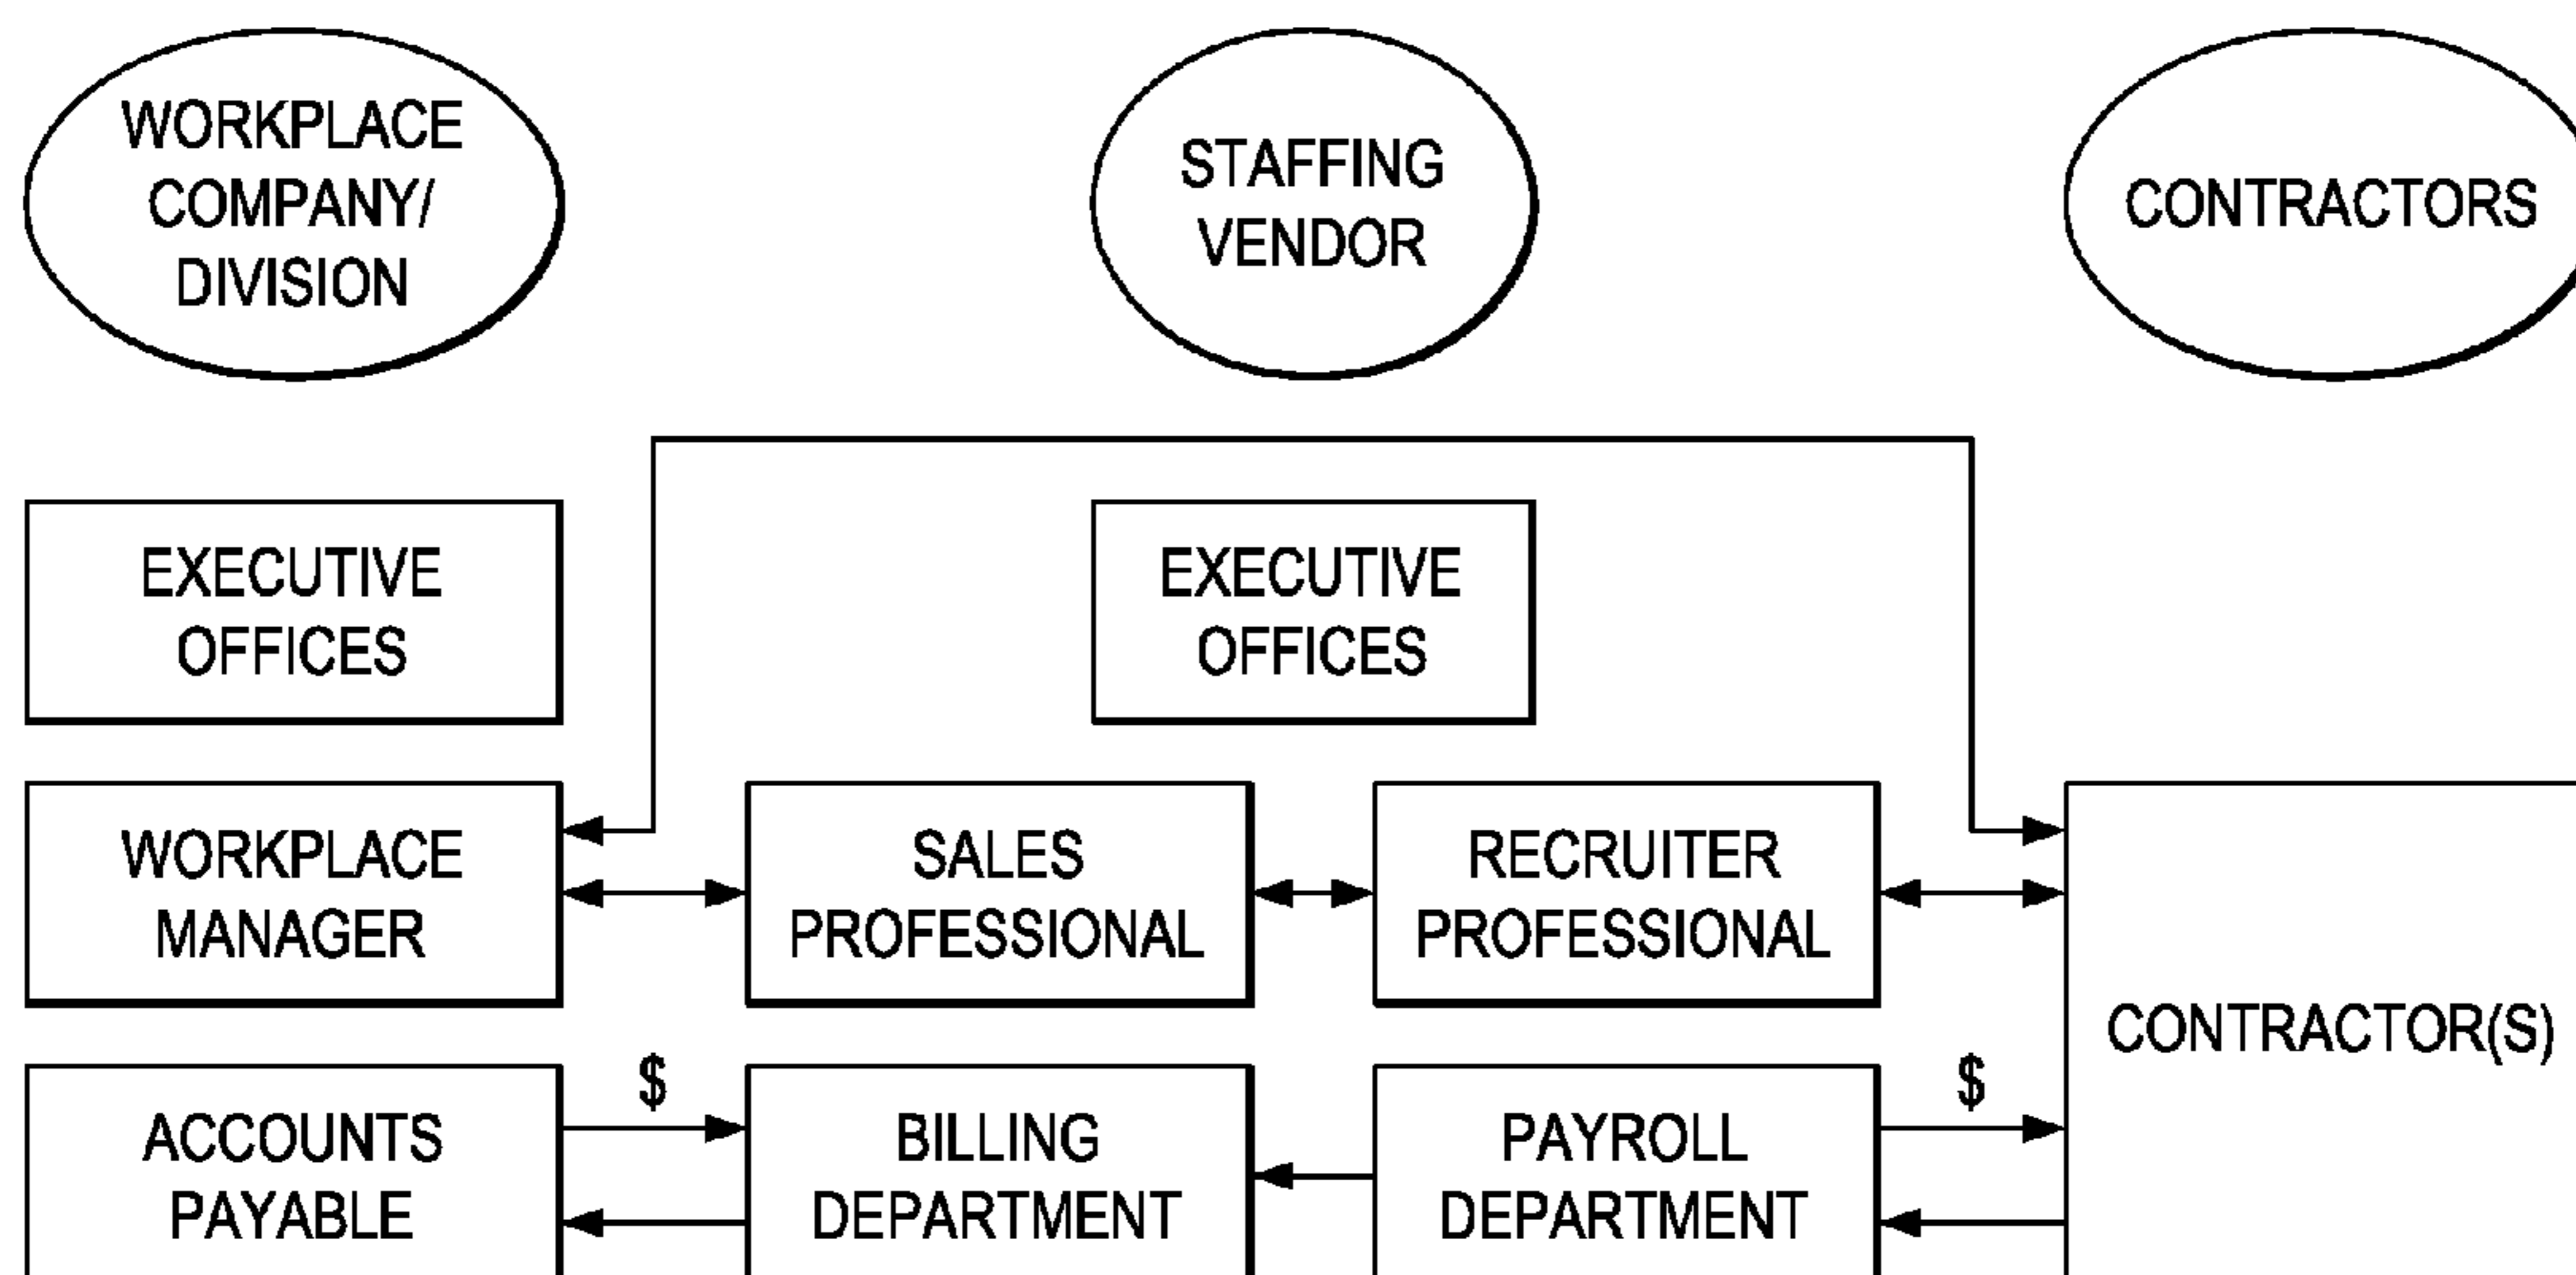 WORKPLACE
COMPANY/
DIVISION
STAFFING
VENDOR
CONTRACTORS
EXECUTIVE
OFFICES
EXECUTIVE
OFFICES
WORKPLACE
MANAGER
SALES
PROFESSIONAL
RECRUITER
PROFESSIONAL
CONTRACTOR(S)
ACCOUNTS
PAYABLE
$
BILLING
DEPARTMENT
PAYROLL
DEPARTMENT
$